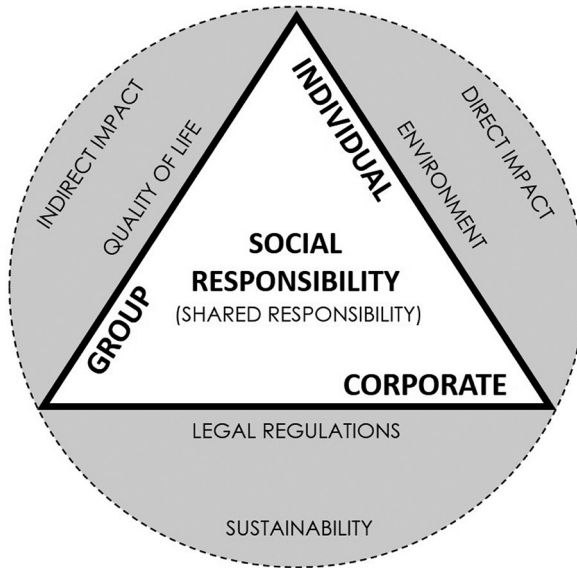 INDIRECT IMPACT
QUALITY OF LIFE
INDIVIDUAL
ENVIRONMENT
DIRECT IMPACT
SOCIAL
RESPONSIBILITY
(SHARED RESPONSIBILITY)
GROUP
CORPORATE
LEGAL REGULATIONS
SUSTAINABILITY